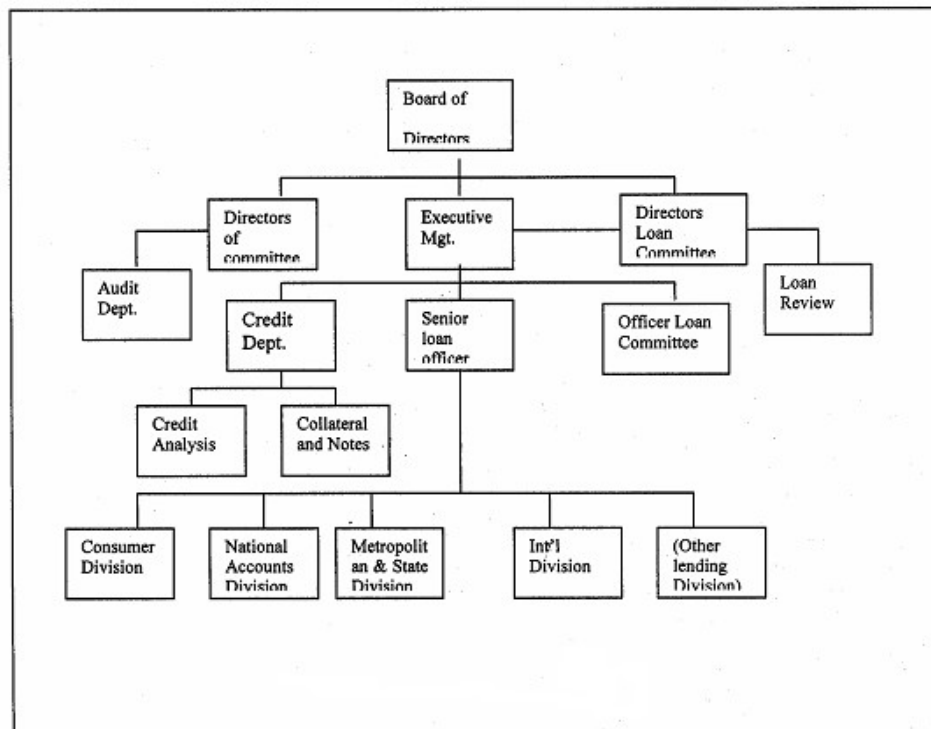 Board of
Directors
Directors
of
committee
Executive
Mgt.
Directors
Loan
Committee
Audit
Dept.
Loan
Review
Credit
Dept.
Senior
loan
officer
Officer Loan
Committee
Credit
Analysis
Collateral
and Notes
Consumer
Division
National
Accounts
Division
Metropolit
an & State
Division
Int'l
Division
(Other
lending
Division)